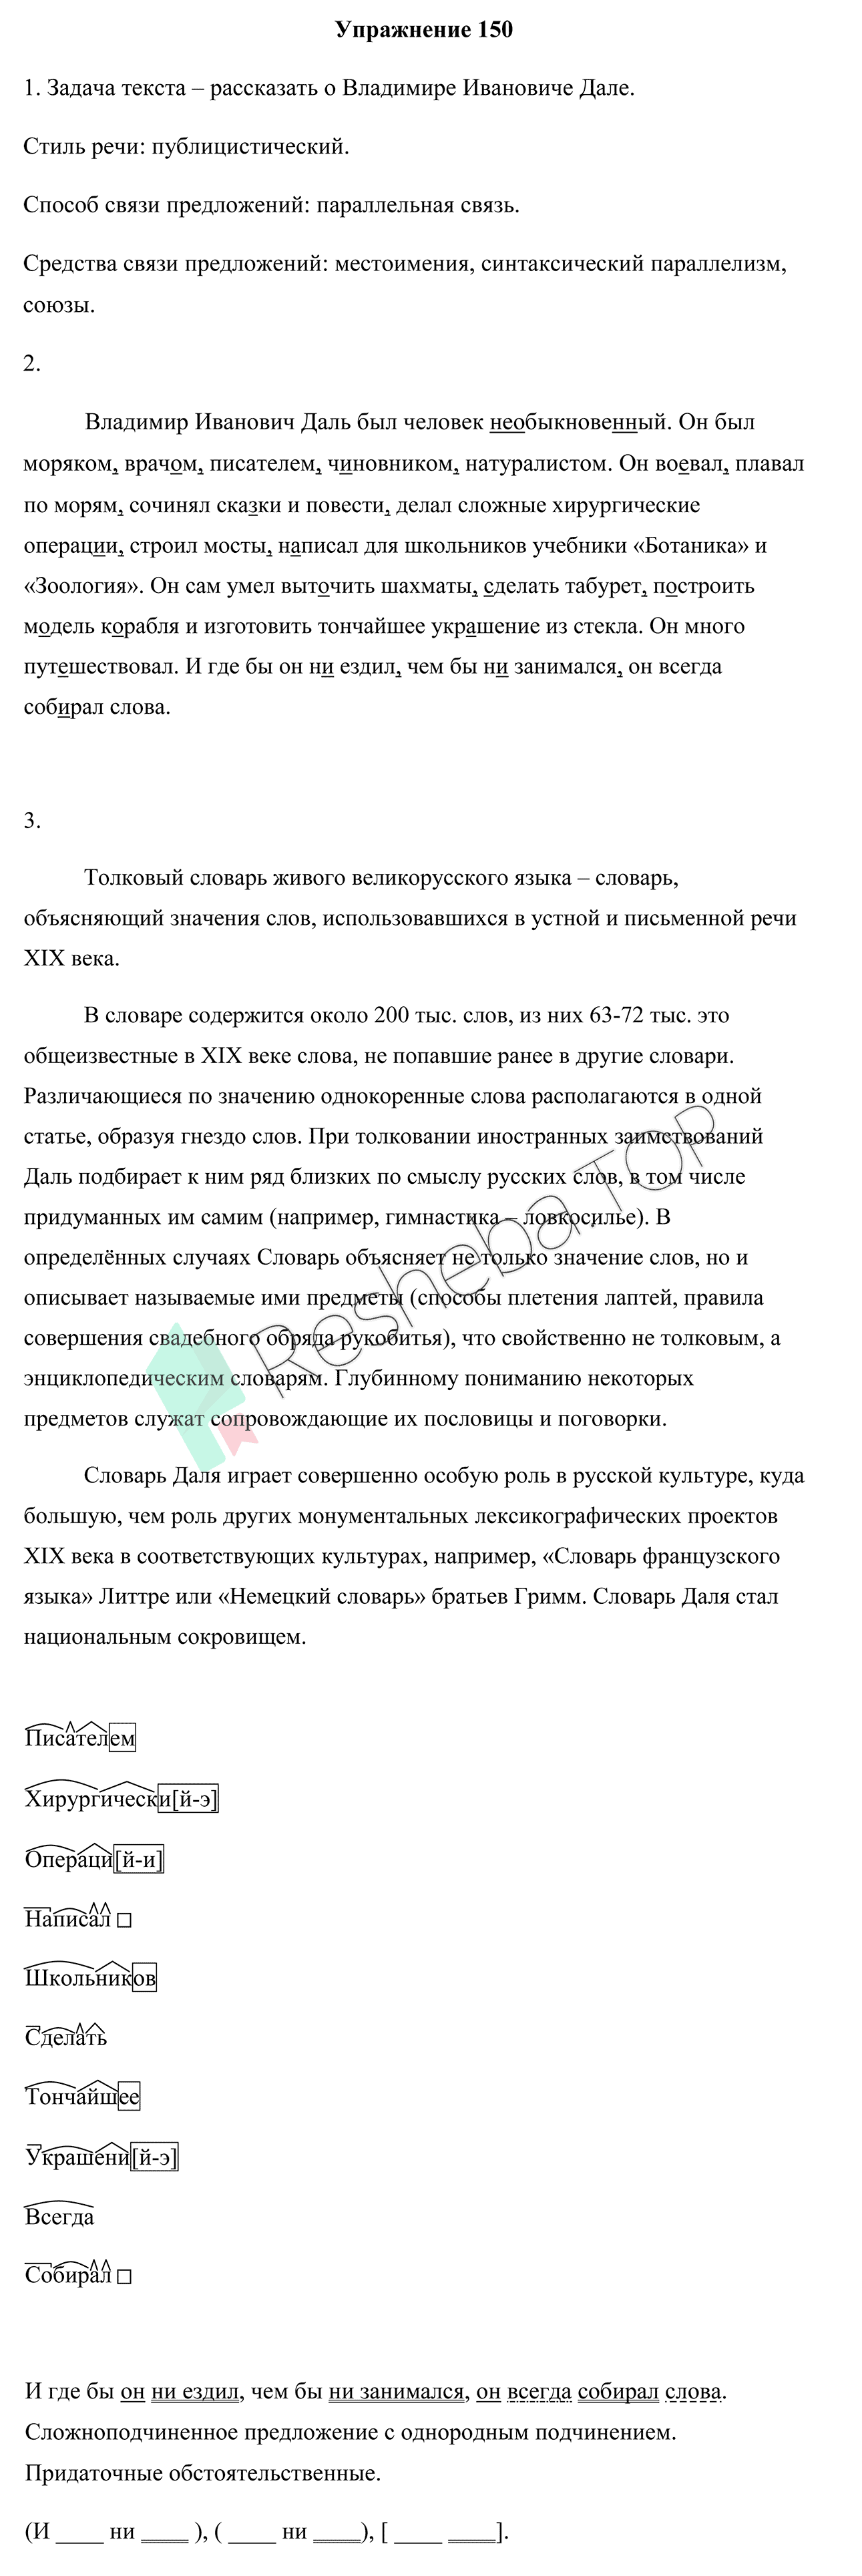 Упражнение 150
1. Задача текста – рассказать о Владимире Ивановиче Дале.
Стиль речи: публицистический.
Способ связи предложений: параллельная связь.
Средства связи предложений: местоимения, синтаксический параллелизм,
союзы.
2.
Владимир Иванович Даль был человек необыкновенный. Он был
моряком, врачом, писателем, чиновником, натуралистом. Он воевал, плавал
по морям, сочинял сказки и повести, делал сложные хирургические
операции, строил мосты, написал для школьников учебники «Ботаника» и
«Зоология». Он сам умел выточить шахматы, сделать табурет, построить
модель корабля и изготовить тончайшее украшение из стекла. Он много
путешествовал. И где бы он ни ездил, чем бы ни занимался, он всегда
собирал слова.
3.
Толковый словарь живого великорусского языка – словарь,
объясняющий значения слов, использовавшихся в устной и письменной речи
XIX века.
В словаре содержится около 200 тыс. слов, из них 63-72 тыс. это
общеизвестные в XIX веке слова, не попавшие ранее в другие словари.
Различающиеся по значению однокоренные слова располагаются в одной
статье, образуя гнездо слов. При толковании иностранных заимствований
Даль подбирает к ним ряд близких по смыслу русских слов, в том числе
придуманных им самим (например, гимнастика – ловкосилье). В
определённых случаях Словарь объясняет не только значение слов, но и
описывает называемые ими предметы (способы плетения лаптей, правила
совершения свадебного обряда рукобитья), что свойственно не толковым, а
энциклопедическим словарям. Глубинному пониманию некоторых
предметов служат сопровождающие их пословицы и поговорки.
Resheba.TOP
Словарь Даля играет совершенно особую роль в русской культуре, куда
большую, чем роль других монументальных лексикографических проектов
XIX века в соответствующих культурах, например, «Словарь французского
языка» Литтре или «Немецкий словарь» братьев Гримм. Словарь Даля стал
национальным сокровищем.
Писателем
Хирургически[й-э]
Операци[й-и]
Написал
Школьников
Сделать
Тончайшее
Украшени[й-э]
Всегда
Собирал
И где бы он ни ездил, чем бы ни занимался, он всегда собирал слова.
Сложноподчиненное предложение с однородным подчинением.
Придаточные обстоятельственные.
(И ____ ни ____ ), ( ____ ни ____), [ ____ ____].